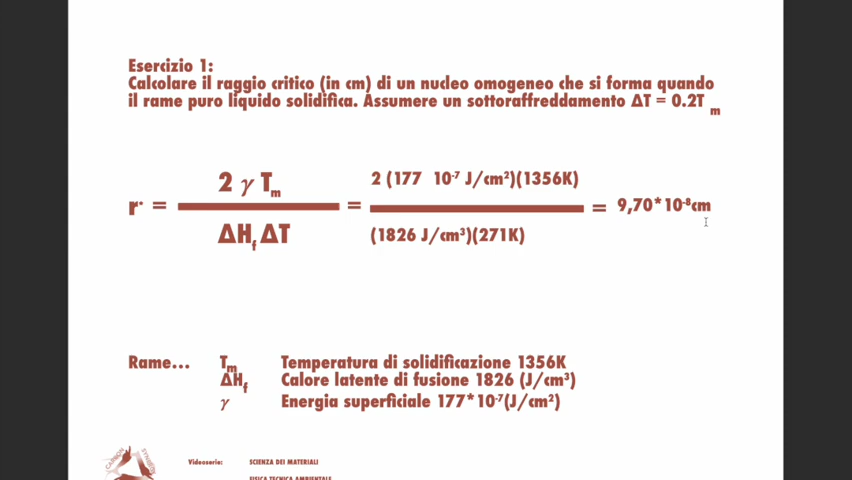 Esercizio 1:
Calcolare il raggio critico (in cm) di un nucleo omogeneo che si forma quando
il rame puro liquido solidifica. Assumere un sottoraffreddamento ΔT = 0.2Tm
r* = 2 γ Tm / ΔHf ΔT = 2 (177 10⁻⁷ J/cm²)(1356K) / (1826 J/cm³)(271K) = 9,70*10⁻⁸cm
Rame... Tm Temperatura di solidificazione 1356K
ΔHf Calore latente di fusione 1826 (J/cm³)
γ Energia superficiale 177*10⁻⁷(J/cm²)
CARBON SYNERGY
Videoserie: SCIENZA DEI MATERIALI
FISICA TECNICA AMBIENTALE